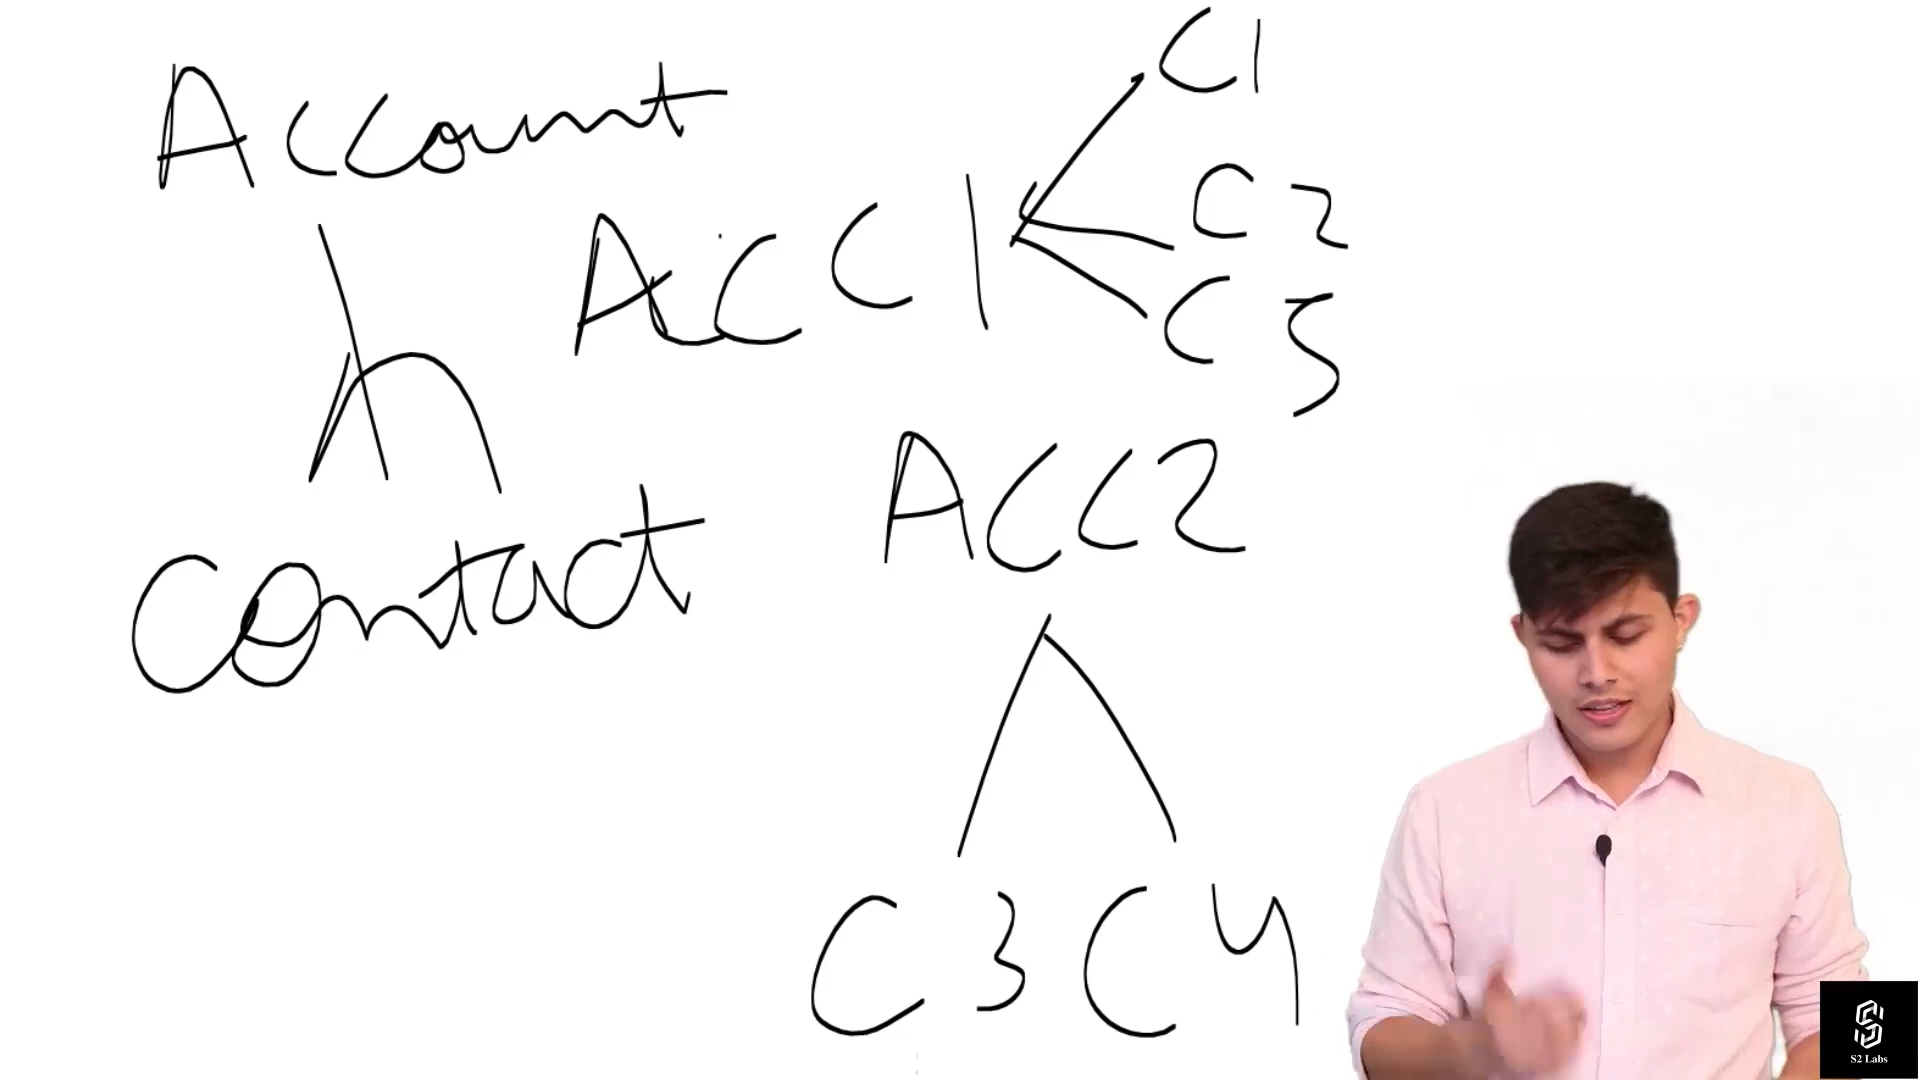 Account
ACC1
C1
C2
C3
Contact
ACC2
C3 C4
S2 Labs